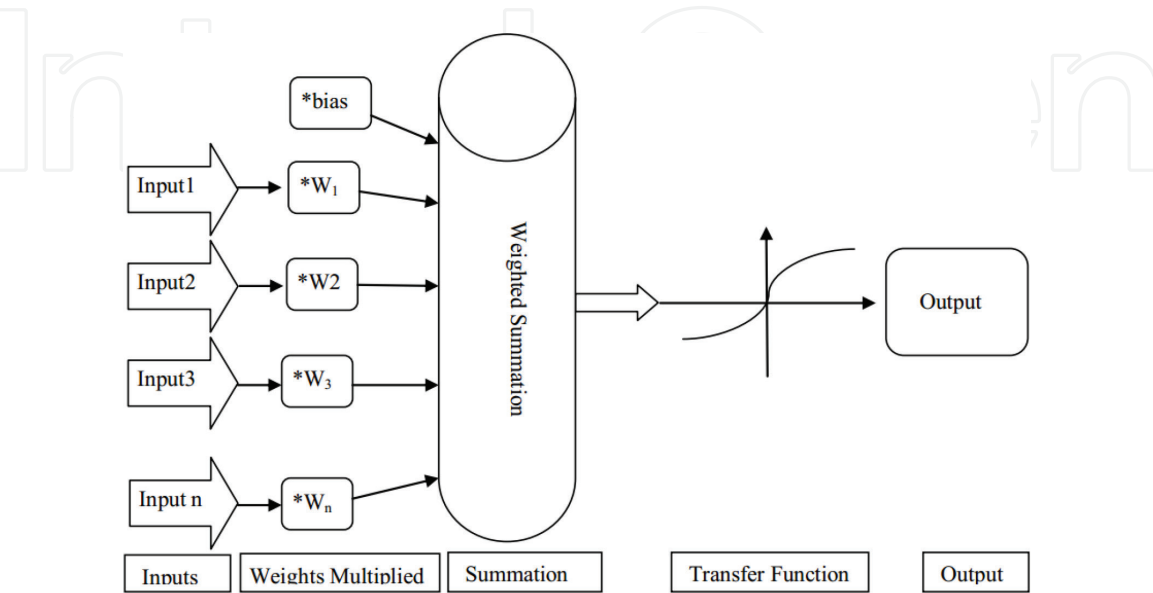 *bias
Input1
*W₁
Input2
*W2
Input3
*W₃
Input n
*Wₙ
Weighted Summation
Output
Inputs
Weights Multiplied
Summation
Transfer Function
Output